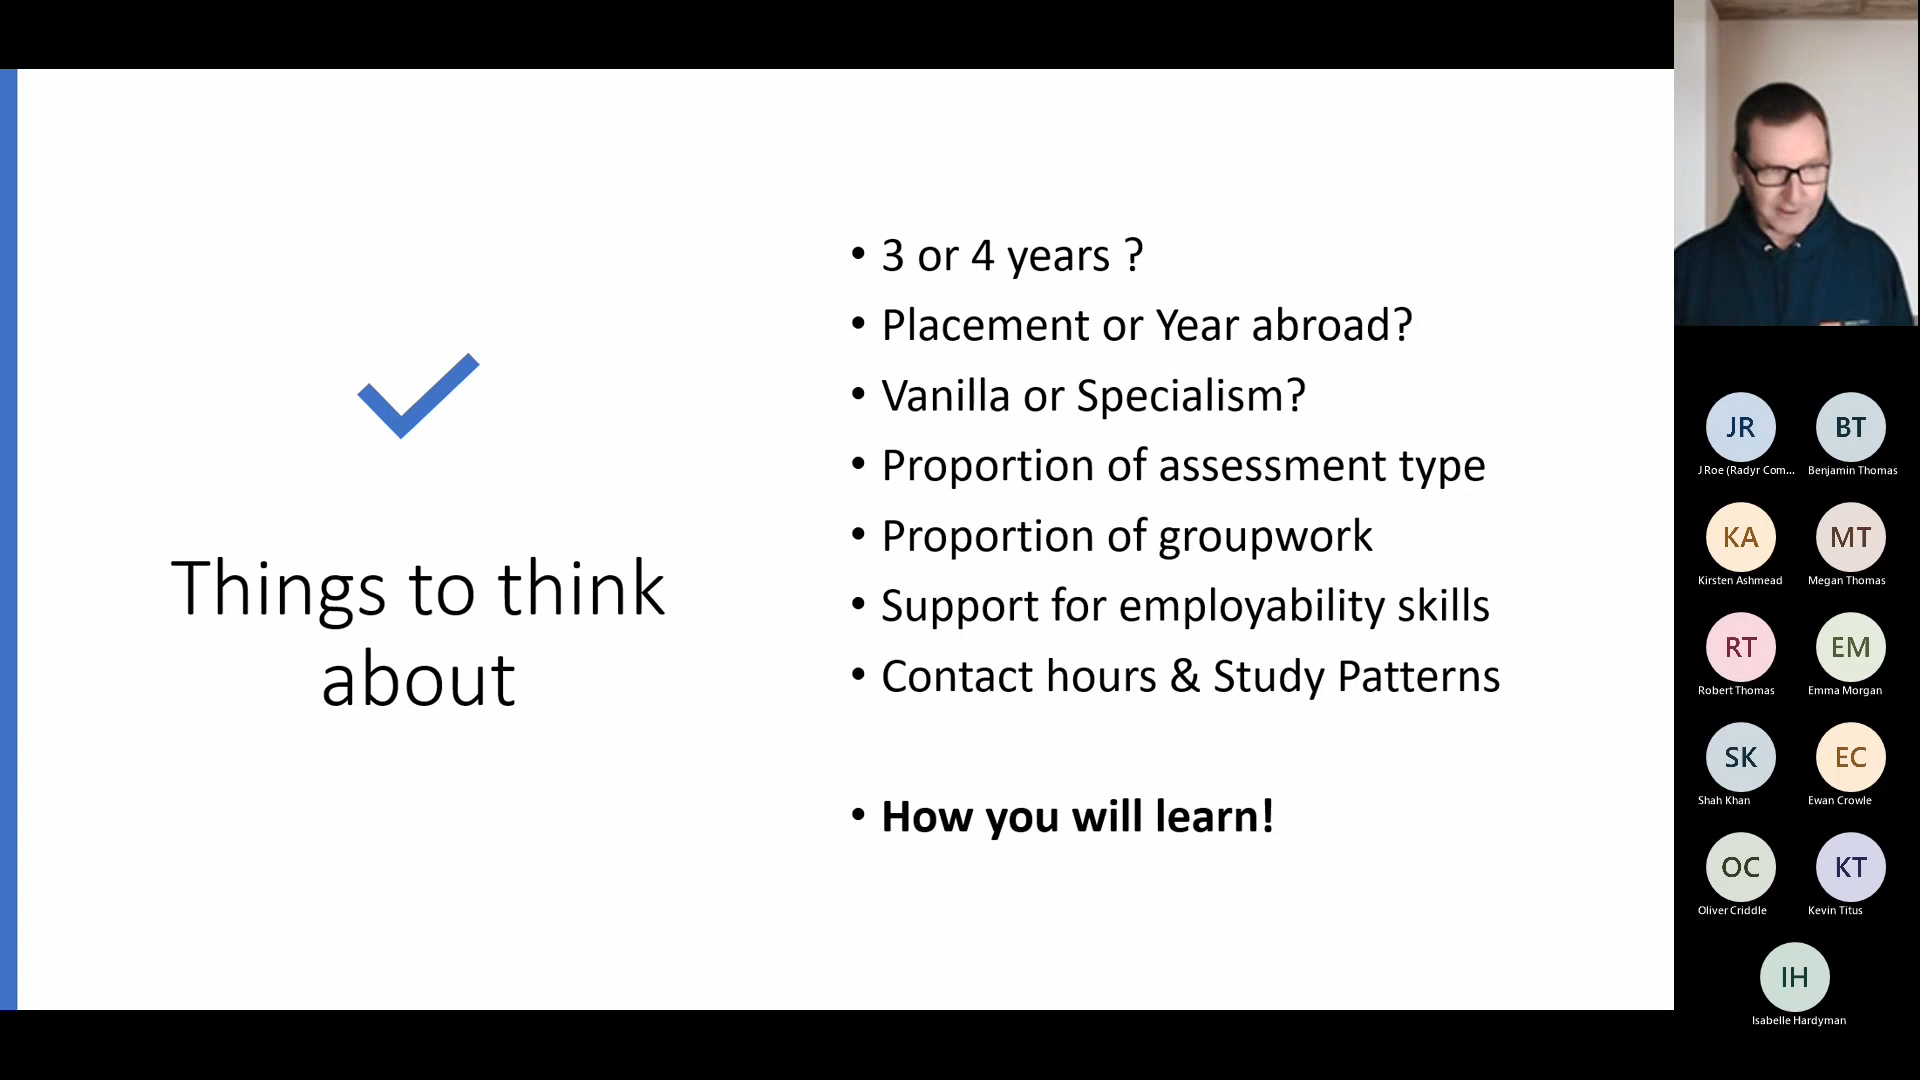 Things to think
about
• 3 or 4 years ?
• Placement or Year abroad?
• Vanilla or Specialism?
• Proportion of assessment type
• Proportion of groupwork
• Support for employability skills
• Contact hours & Study Patterns
• How you will learn!
JR
J Roe (Radyr Com...
BT
Benjamin Thomas
KA
Kirsten Ashmead
MT
Megan Thomas
RT
Robert Thomas
EM
Emma Morgan
SK
Shah Khan
EC
Ewan Crowle
OC
Oliver Criddle
KT
Kevin Titus
IH
Isabelle Hardyman